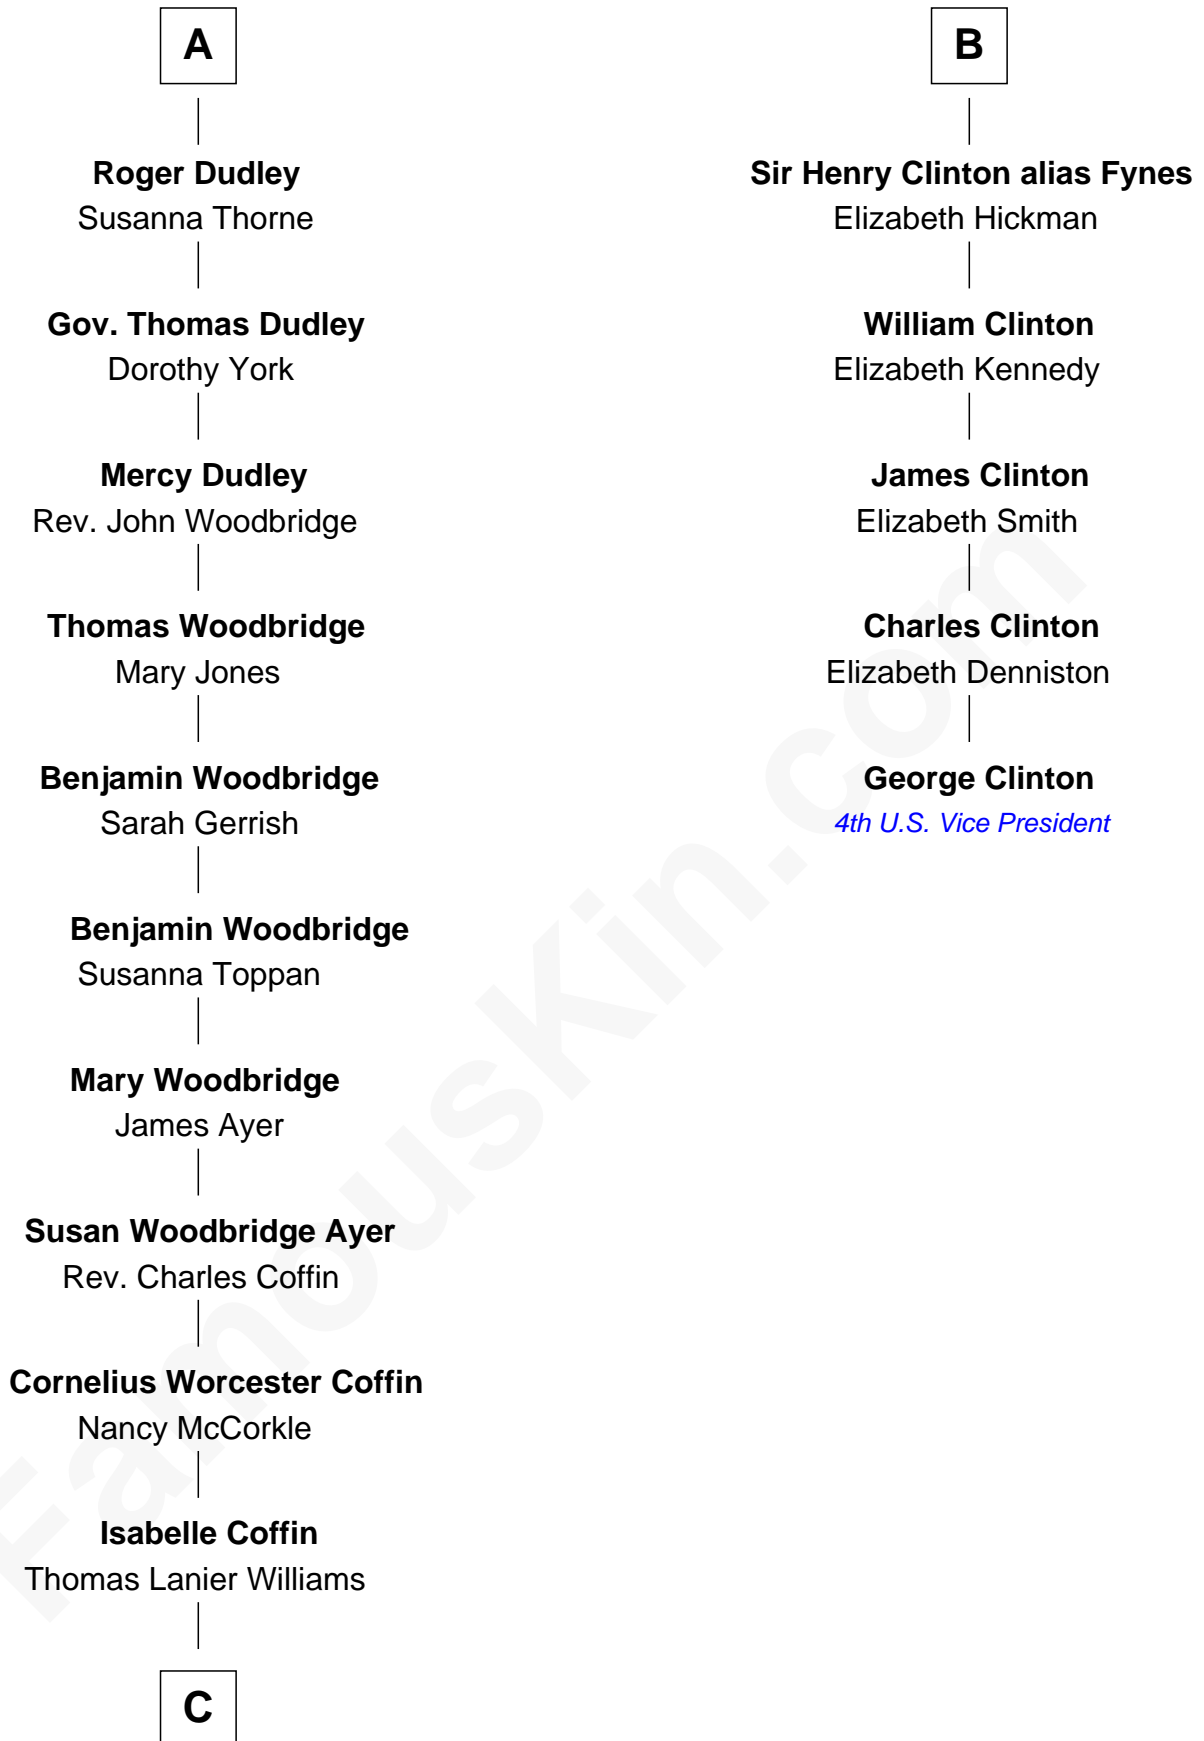 A
Roger Dudley
Susanna Thorne
Gov. Thomas Dudley
Dorothy York
Mercy Dudley
Rev. John Woodbridge
Thomas Woodbridge
Mary Jones
Benjamin Woodbridge
Sarah Gerrish
Benjamin Woodbridge
Susanna Toppan
Mary Woodbridge
James Ayer
Susan Woodbridge Ayer
Rev. Charles Coffin
Cornelius Worcester Coffin
Nancy McCorkle
Isabelle Coffin
Thomas Lanier Williams
C
B
Sir Henry Clinton alias Fynes
Elizabeth Hickman
William Clinton
Elizabeth Kennedy
James Clinton
Elizabeth Smith
Charles Clinton
Elizabeth Denniston
George Clinton
4th U.S. Vice President
FamousKin.com